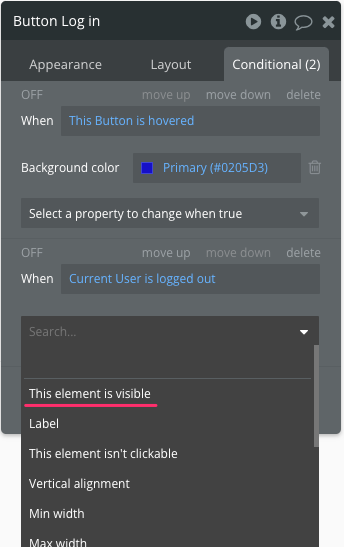 Button Log in
Appearance Layout Conditional (2)
OFF move up move down delete
When This Button is hovered
Background color Primary (#0205D3)
Select a property to change when true
OFF move up move down delete
When Current User is logged out
Search...
This element is visible
Label
This element isn't clickable
Vertical alignment
Min width
Max width